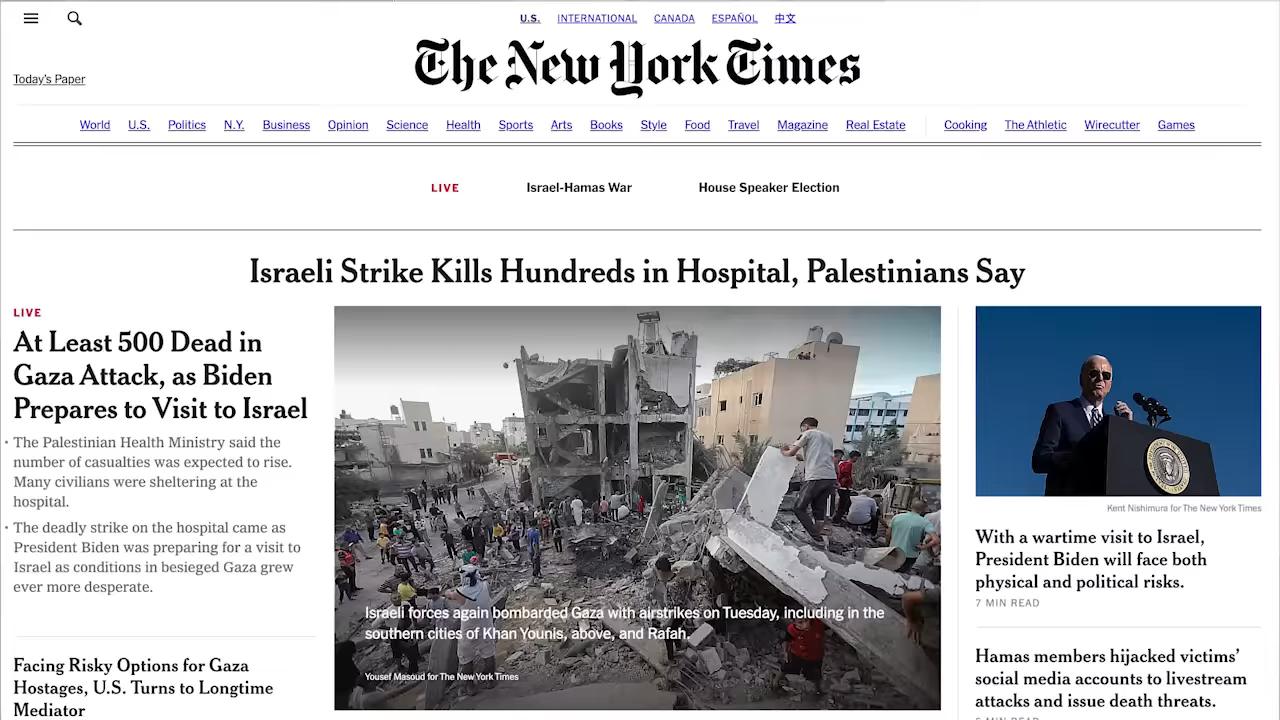 U.S. INTERNATIONAL CANADA ESPAÑOL 中文
The New York Times
Today's Paper
World U.S. Politics N.Y. Business Opinion Science Health Sports Arts Books Style Food Travel Magazine Real Estate Cooking The Athletic Wirecutter Games
LIVE Israel-Hamas War House Speaker Election
Israeli Strike Kills Hundreds in Hospital, Palestinians Say
LIVE
At Least 500 Dead in
Gaza Attack, as Biden
Prepares to Visit to Israel
• The Palestinian Health Ministry said the
number of casualties was expected to rise.
Many civilians were sheltering at the
hospital.
• The deadly strike on the hospital came as
President Biden was preparing for a visit to
Israel as conditions in besieged Gaza grew
ever more desperate.
Facing Risky Options for Gaza
Hostages, U.S. Turns to Longtime
Mediator
Israeli forces again bombarded Gaza with airstrikes on Tuesday, including in the
southern cities of Khan Younis, above, and Rafah.
Yousef Masoud for The New York Times
Kent Nishimura for The New York Times
With a wartime visit to Israel,
President Biden will face both
physical and political risks.
7 MIN READ
Hamas members hijacked victims'
social media accounts to livestream
attacks and issue death threats.